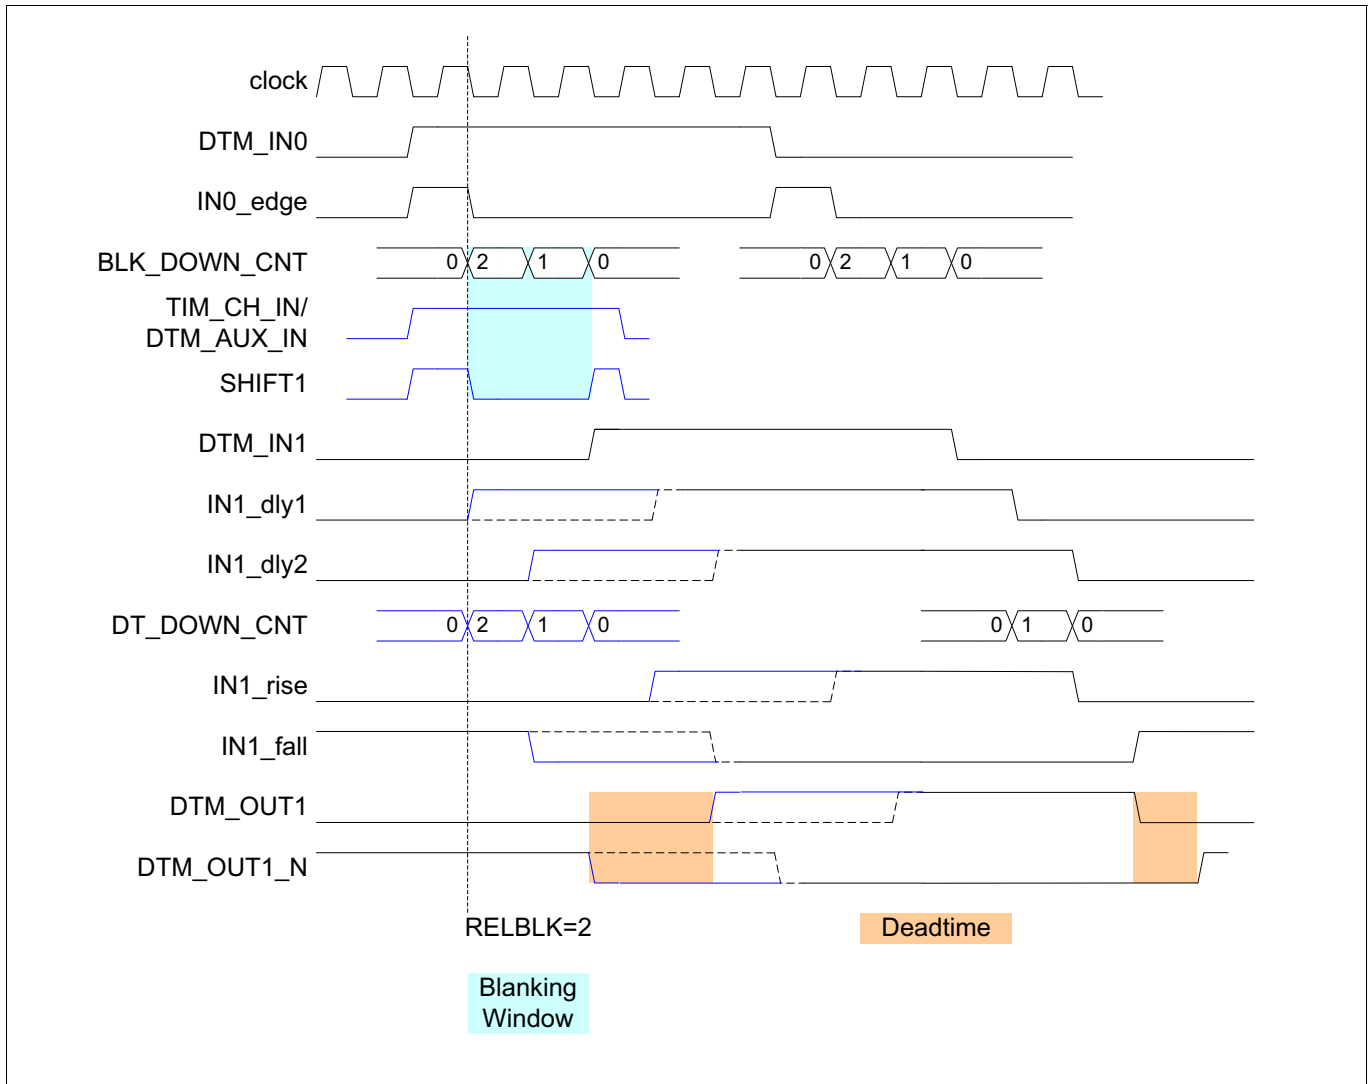 clock
DTM_IN0
IN0_edge
BLK_DOWN_CNT 0 2 1 0 0 2 1 0
TIM_CH_IN/
DTM_AUX_IN
SHIFT1
DTM_IN1
IN1_dly1
IN1_dly2
DT_DOWN_CNT 0 2 1 0 0 1 0
IN1_rise
IN1_fall
DTM_OUT1
DTM_OUT1_N
RELBLK=2 Deadtime
Blanking
Window